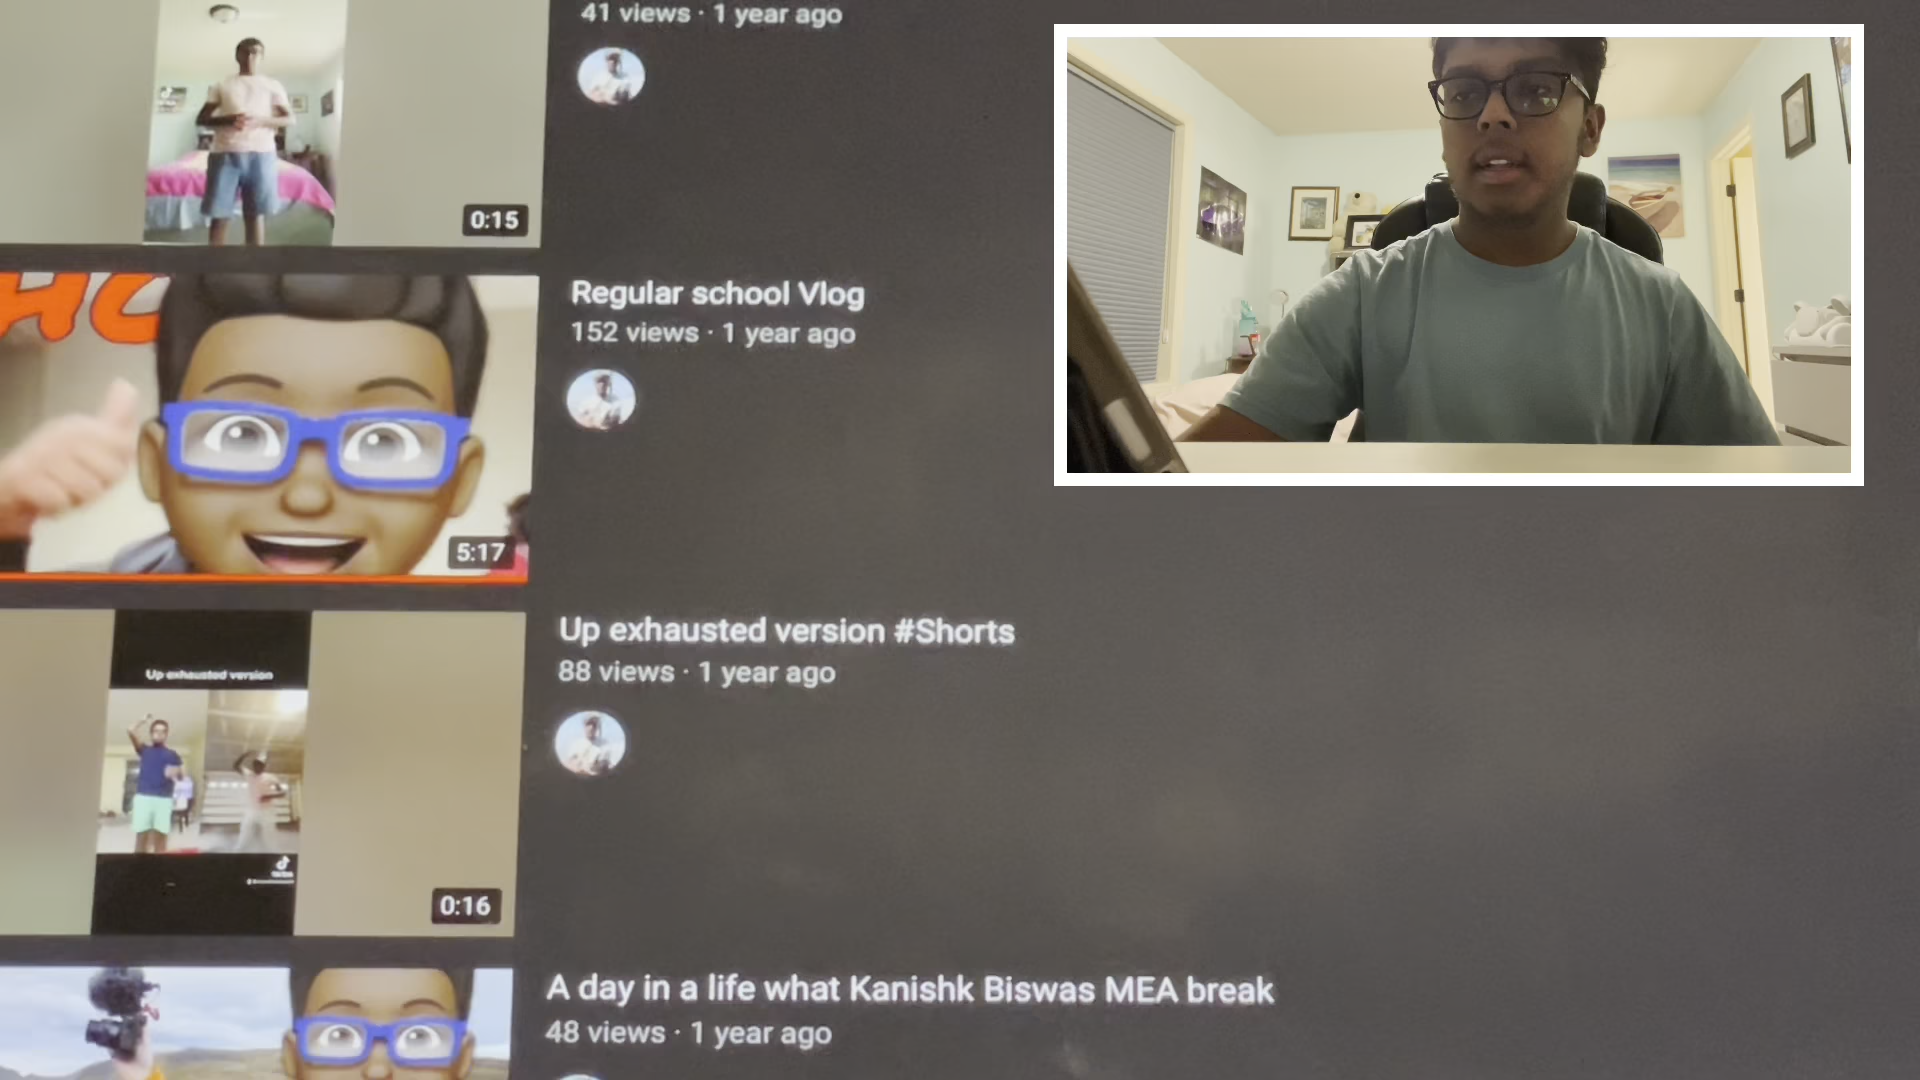 41 views · 1 year ago
0:15
Regular school Vlog
152 views · 1 year ago
5:17
Up exhausted version #Shorts
88 views · 1 year ago
Up exhausted version
0:16
A day in a life what Kanishk Biswas MEA break
48 views · 1 year ago